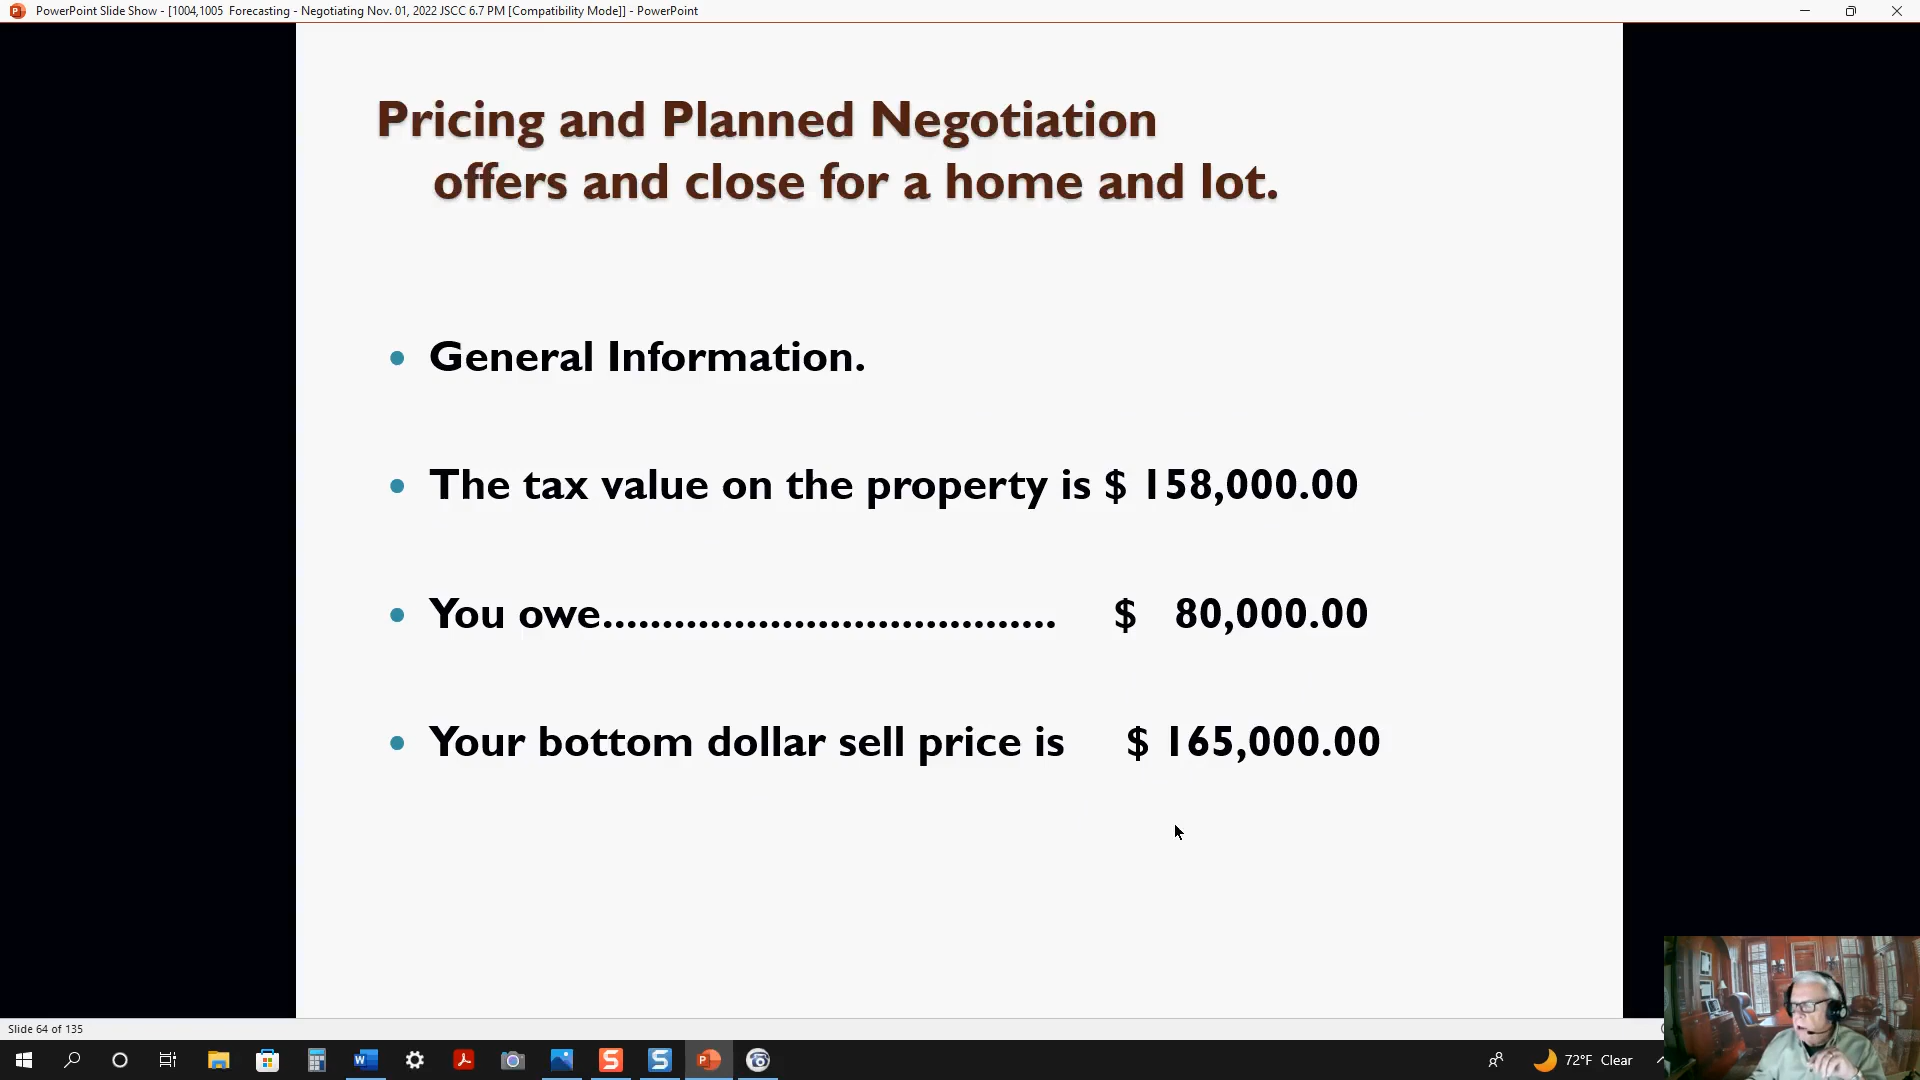 PowerPoint Slide Show - [1004,1005  Forecasting - Negotiating Nov. 01, 2022 JSCC 6.7 PM [Compatibility Mode]] - PowerPoint
Pricing and Planned Negotiation
offers and close for a home and lot.
• General Information.
• The tax value on the property is $ 158,000.00
• You owe...................................... $ 80,000.00
• Your bottom dollar sell price is $ 165,000.00
Slide 64 of 135
72°F Clear